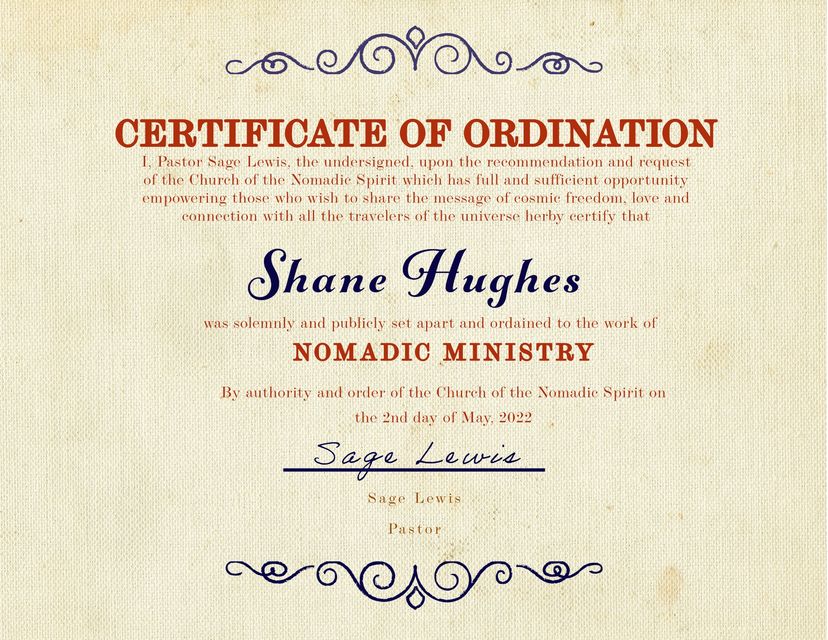 CERTIFICATE OF ORDINATION
I, Pastor Sage Lewis, the undersigned, upon the recommendation and request
of the Church of the Nomadic Spirit which has full and sufficient opportunity
empowering those who wish to share the message of cosmic freedom, love and
connection with all the travelers of the universe herby certify that
Shane Hughes
was solemnly and publicly set apart and ordained to the work of
NOMADIC MINISTRY
By authority and order of the Church of the Nomadic Spirit on
the 2nd day of May, 2022
Sage Lewis
Sage Lewis
Pastor